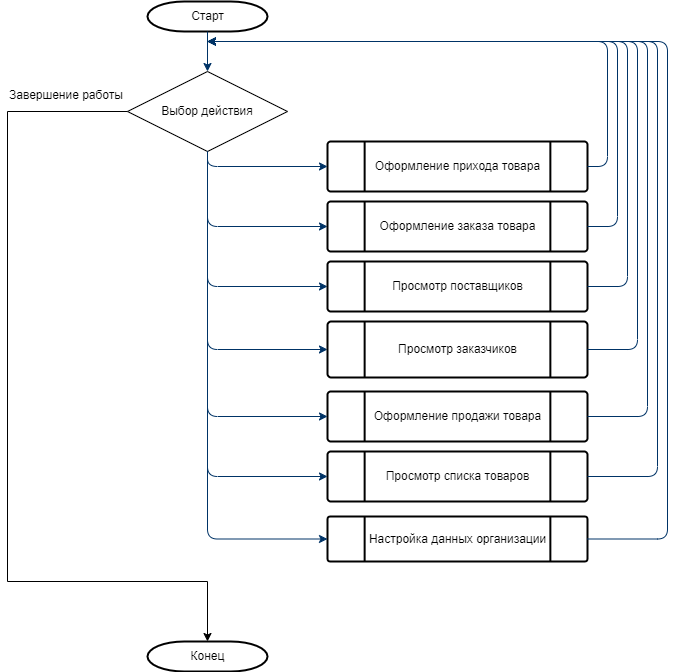 Старт
Завершение работы
Выбор действия
Оформление прихода товара
Оформление заказа товара
Просмотр поставщиков
Просмотр заказчиков
Оформление продажи товара
Просмотр списка товаров
Настройка данных организации
Конец